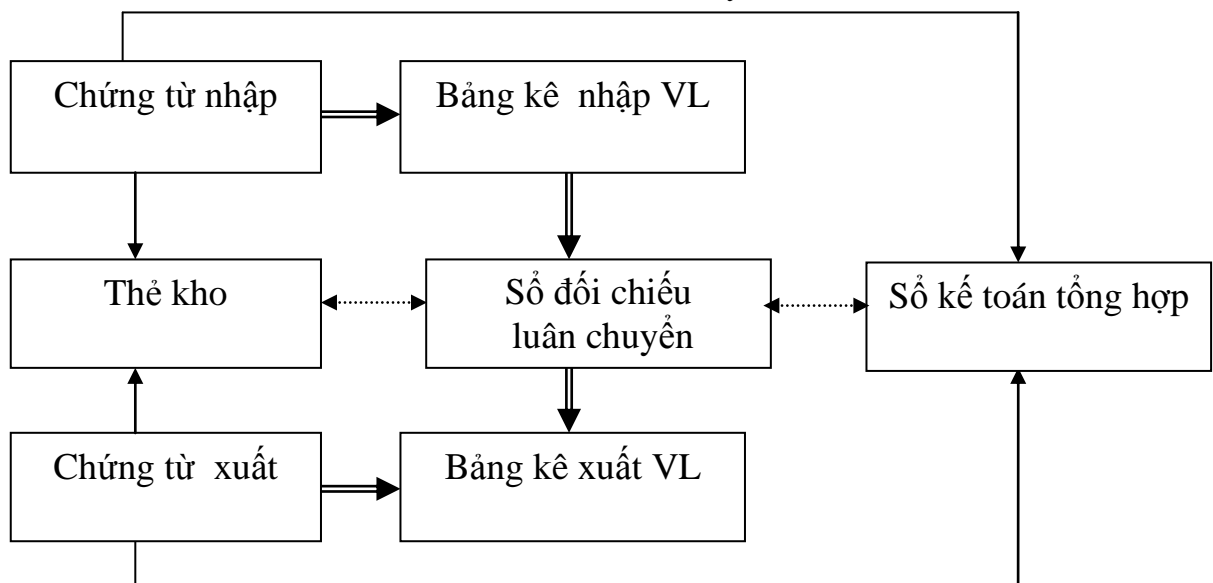 Chứng từ nhập
Bảng kê nhập VL
Thẻ kho
Sổ đối chiếu
luân chuyển
Sổ kế toán tổng hợp
Chứng từ xuất
Bảng kê xuất VL